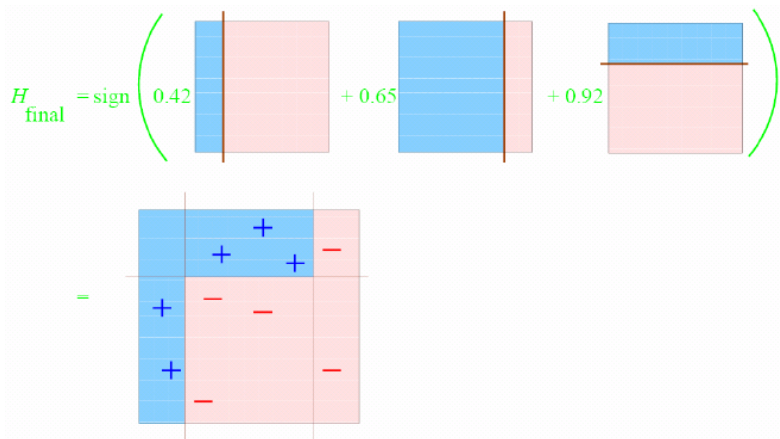 H final = sign ( 0.42 + 0.65 + 0.92 )
=